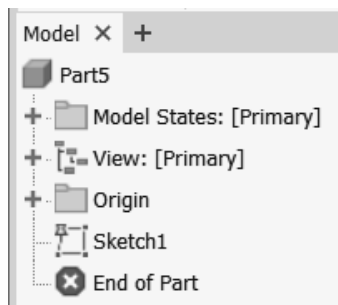 Model
Part5
Model States: [Primary]
View: [Primary]
Origin
Sketch1
End of Part